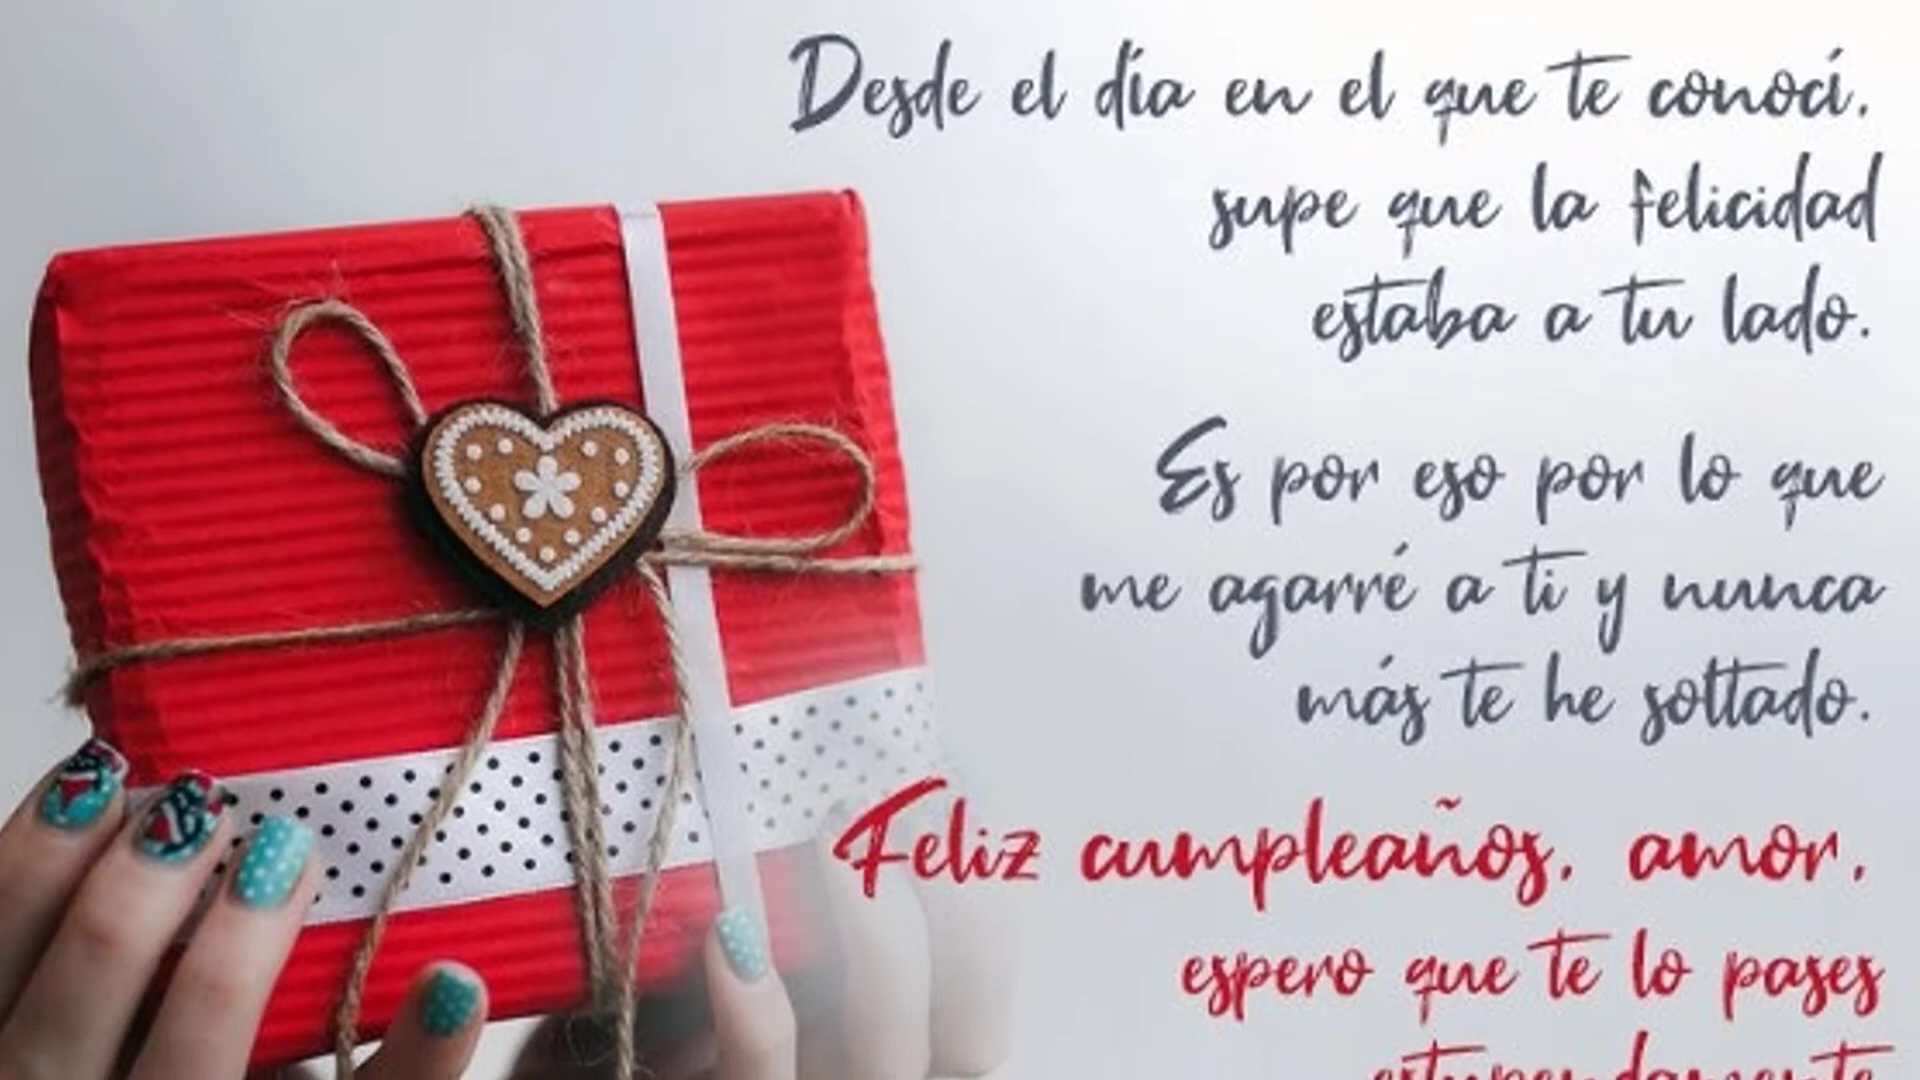 Desde el día en el que te conocí,
supe que la felicidad
estaba a tu lado.
Es por eso por lo que
me agarré a ti y nunca
más te he soltado.
Feliz cumpleaños, amor,
espero que te lo pases
estupendamente